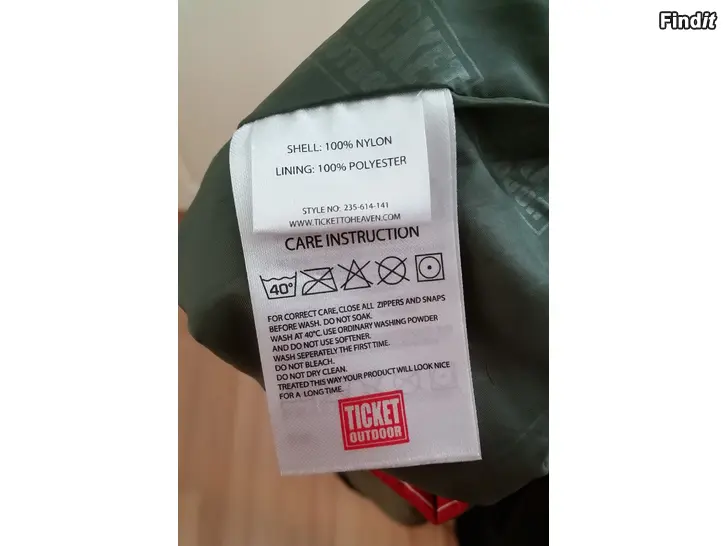 Findit
TICKET
OUTDOOR
SHELL: 100% NYLON
LINING: 100% POLYESTER
STYLE NO: 235-614-141
WWW.TICKETTOHEAVEN.COM
CARE INSTRUCTION
40°
FOR CORRECT CARE, CLOSE ALL ZIPPERS AND SNAPS
BEFORE WASH. DO NOT SOAK.
WASH AT 40°C. USE ORDINARY WASHING POWDER
AND DO NOT USE SOFTENER.
WASH SEPERATELY THE FIRST TIME.
DO NOT BLEACH.
DO NOT DRY CLEAN.
TREATED THIS WAY YOUR PRODUCT WILL LOOK NICE
FOR A LONG TIME.
TICKET
OUTDOOR